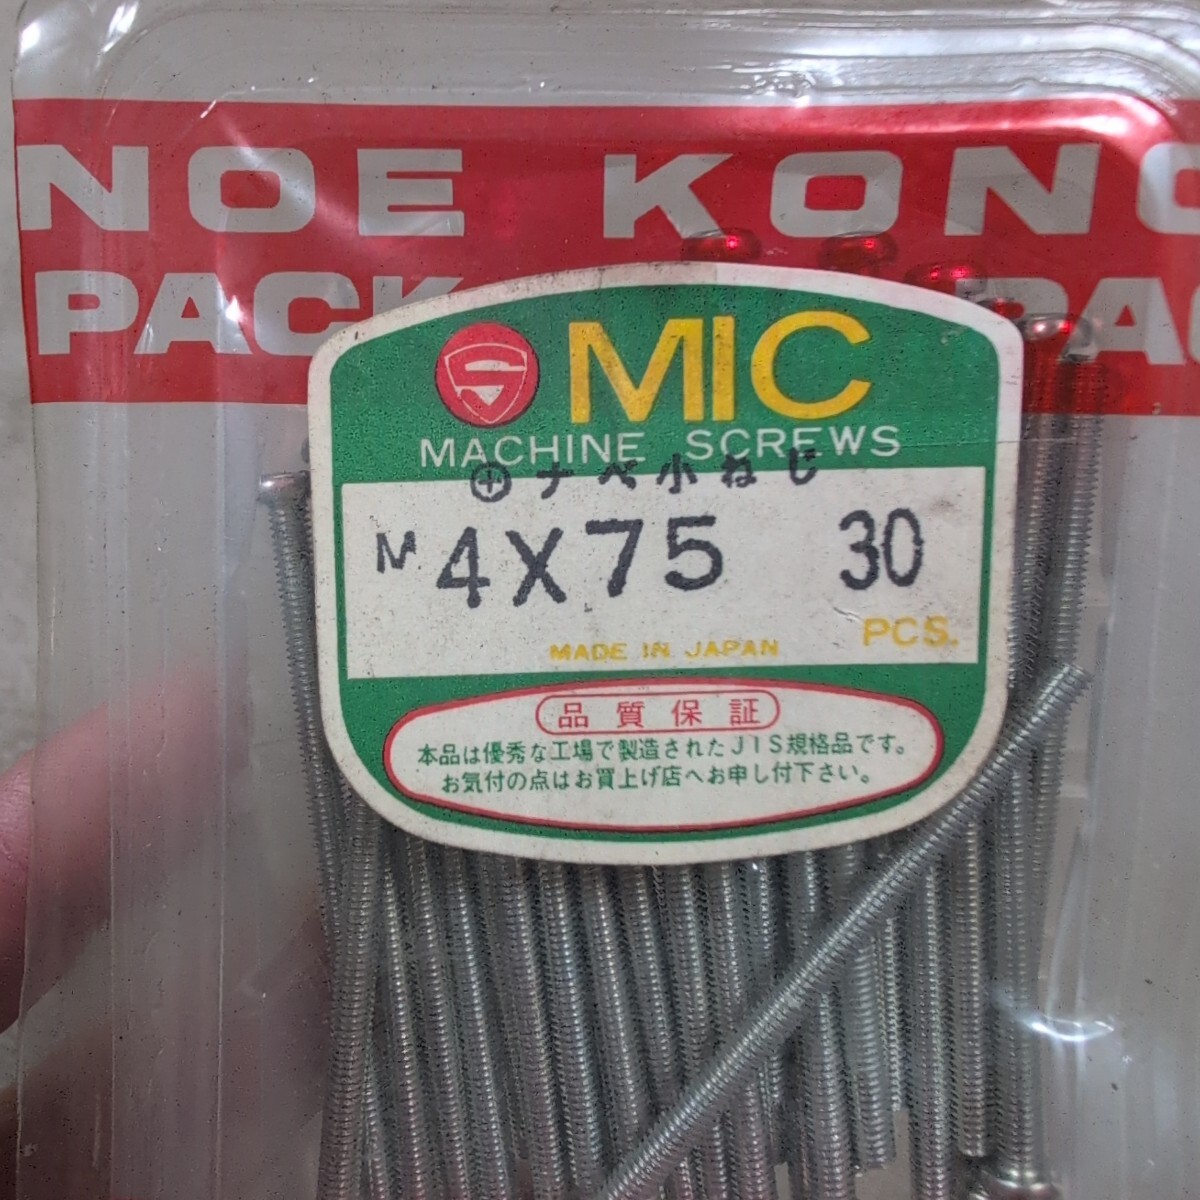 NOE KONO
PACK PAC
S MIC
MACHINE SCREWS
⊕ナベ小ねじ
M 4X75 30
PCS.
MADE IN JAPAN
品質保証
本品は優秀な工場で製造されたJIS規格品です。
お気付の点はお買上げ店へお申し付下さい。